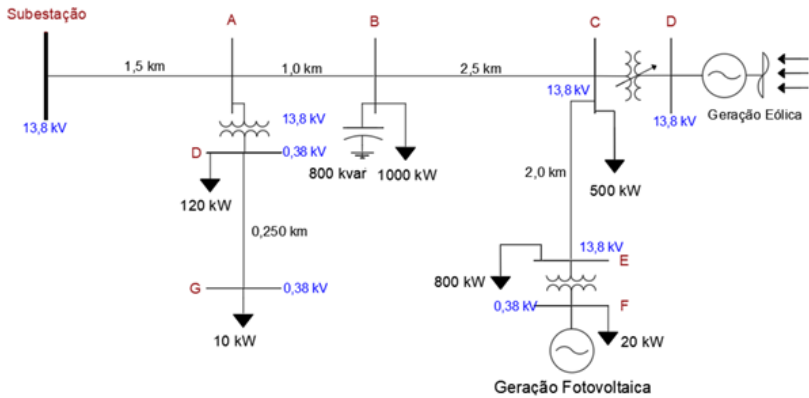 Subestação
A
B
C
D
1,5 km
1,0 km
2,5 km
13,8 kV
13,8 kV
13,8 kV
13,8 kV
Geração Eólica
D
0,38 kV
800 kvar
1000 kW
500 kW
120 kW
2,0 km
0,250 km
13,8 kV
E
800 kW
G
0,38 kV
0,38 kV
F
10 kW
20 kW
Geração Fotovoltaica